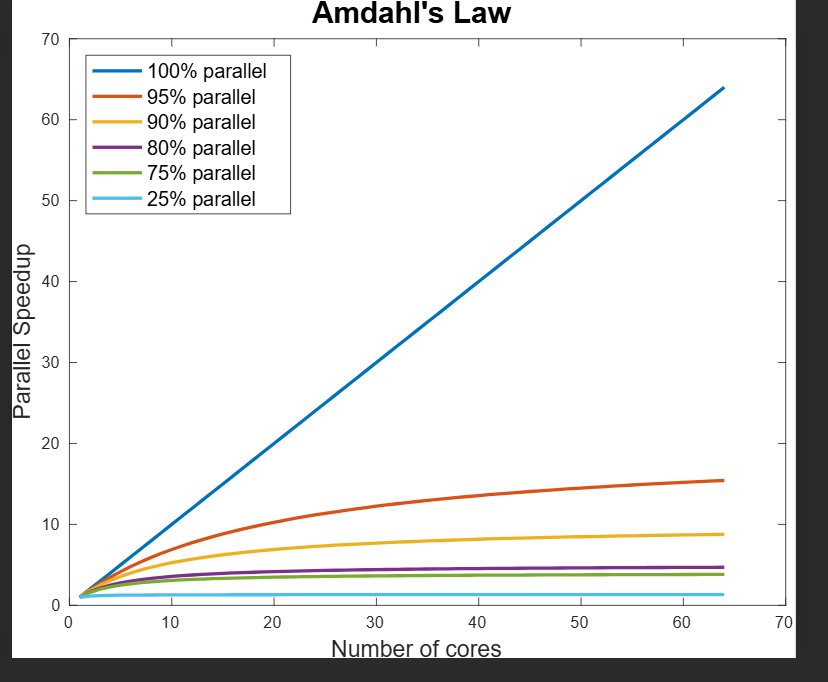 Amdahl's Law
70
60
50
40
30
20
10
0
100% parallel
95% parallel
90% parallel
80% parallel
75% parallel
25% parallel
Parallel Speedup
0 10 20 30 40 50 60 70
Number of cores